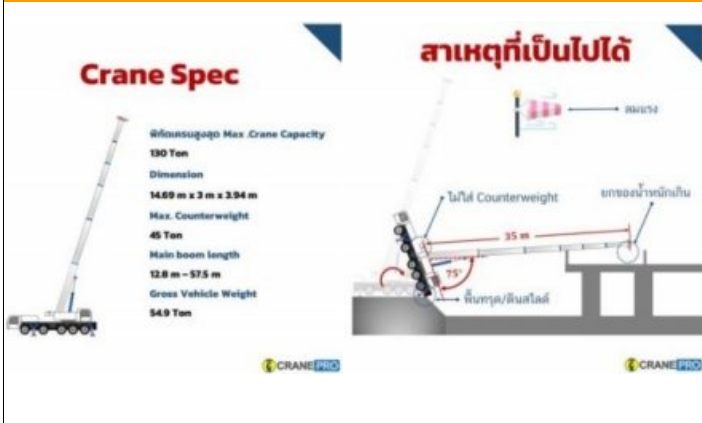 Crane Spec
พิกัดเครนสูงสุด Max .Crane Capacity
130 Ton
Dimension
14.69 m x 3 m x 3.94 m
Max. Counterweight
45 Ton
Main boom length
12.8 m – 57.5 m
Gross Vehicle Weight
54.9 Ton
CRANE PRO
สาเหตุที่เป็นไปได้
ลมแรง
ไม่ใส่ Counterweight
ยกของน้ำหนักเกิน
35 m
75°
พื้นทรุด/ดินสไลด์
CRANE PRO